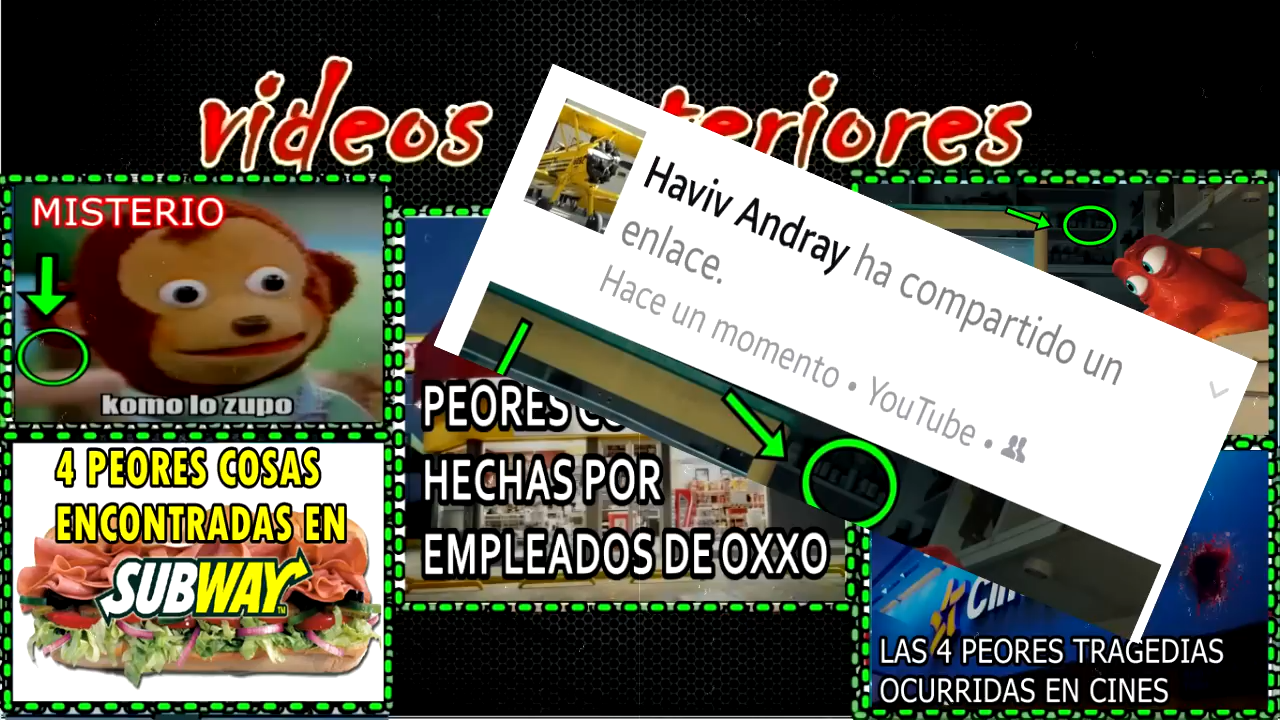 videos teriores
MISTERIO
komo lo zupo
4 PEORES COSAS
ENCONTRADAS EN
SUBWAY
PEORES
HECHAS POR
EMPLEADOS DE OXXO
Haviv Andray ha compartido un
enlace.
Hace un momento • YouTube •
LAS 4 PEORES TRAGEDIAS
OCURRIDAS EN CINES